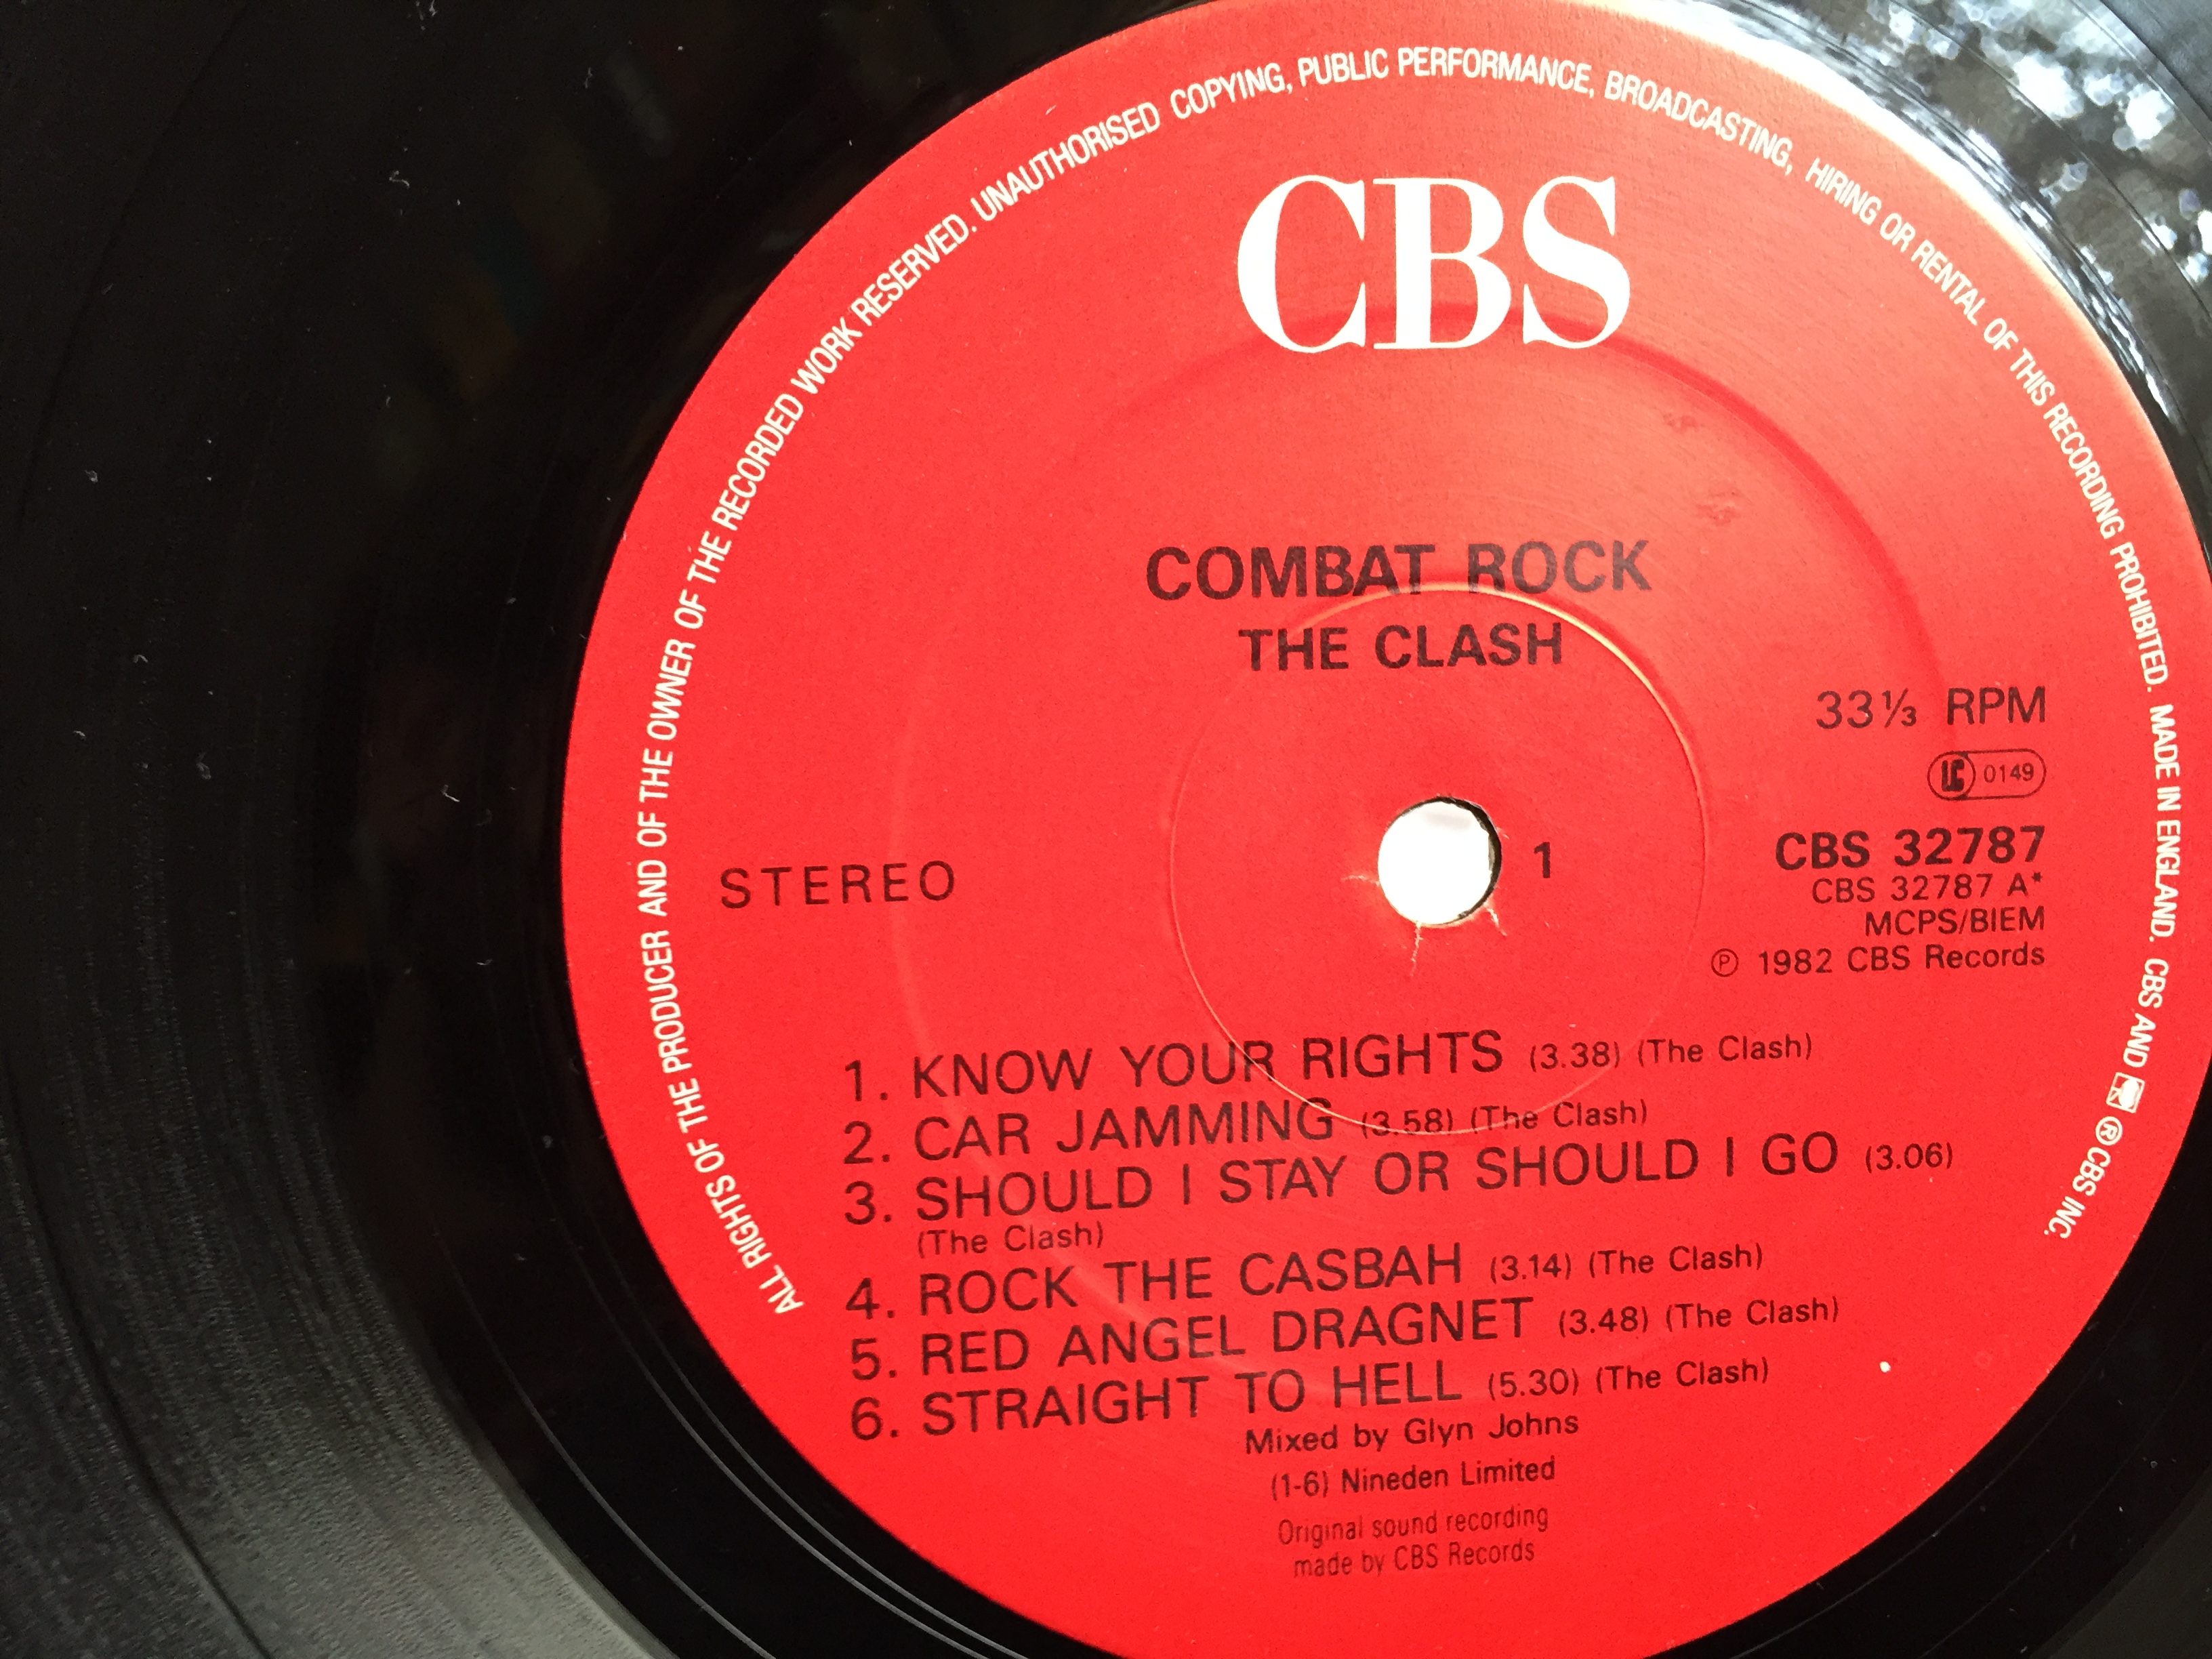 ALL RIGHTS OF THE PRODUCER AND OF THE OWNER OF THE RECORDED WORK RESERVED. UNAUTHORISED COPYING, PUBLIC PERFORMANCE, BROADCASTING, HIRING OR RENTAL OF THIS RECORDING PROHIBITED. MADE IN ENGLAND. CBS AND ® CBS INC.
CBS
COMBAT ROCK
THE CLASH
33⅓ RPM
LC 0149
STEREO
1
CBS 32787
CBS 32787 A*
MCPS/BIEM
℗ 1982 CBS Records
1. KNOW YOUR RIGHTS (3.38) (The Clash)
2. CAR JAMMING (3.58) (The Clash)
3. SHOULD I STAY OR SHOULD I GO (3.06)
(The Clash)
4. ROCK THE CASBAH (3.14) (The Clash)
5. RED ANGEL DRAGNET (3.48) (The Clash)
6. STRAIGHT TO HELL (5.30) (The Clash)
Mixed by Glyn Johns
(1-6) Nineden Limited
Original sound recording
made by CBS Records